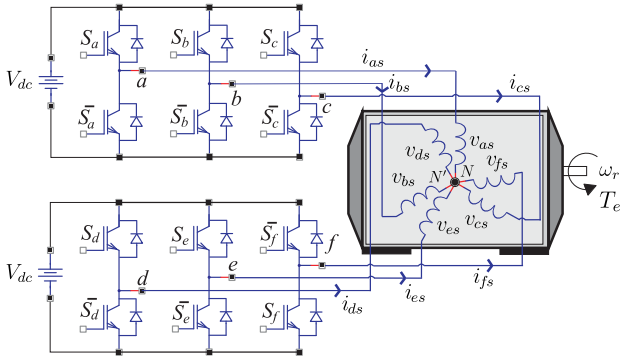 S_a S_b S_c
i_as
V_dc
a
i_bs
b
i_cs
c
S̄_a S̄_b S̄_c
v_ds v_as
v_fs
N' N
v_bs
ω_r
T_e
v_es v_cs
S_d S_e S̄_f
f
V_dc
d
e
i_ds i_es i_fs
S̄_d S̄_e S_f